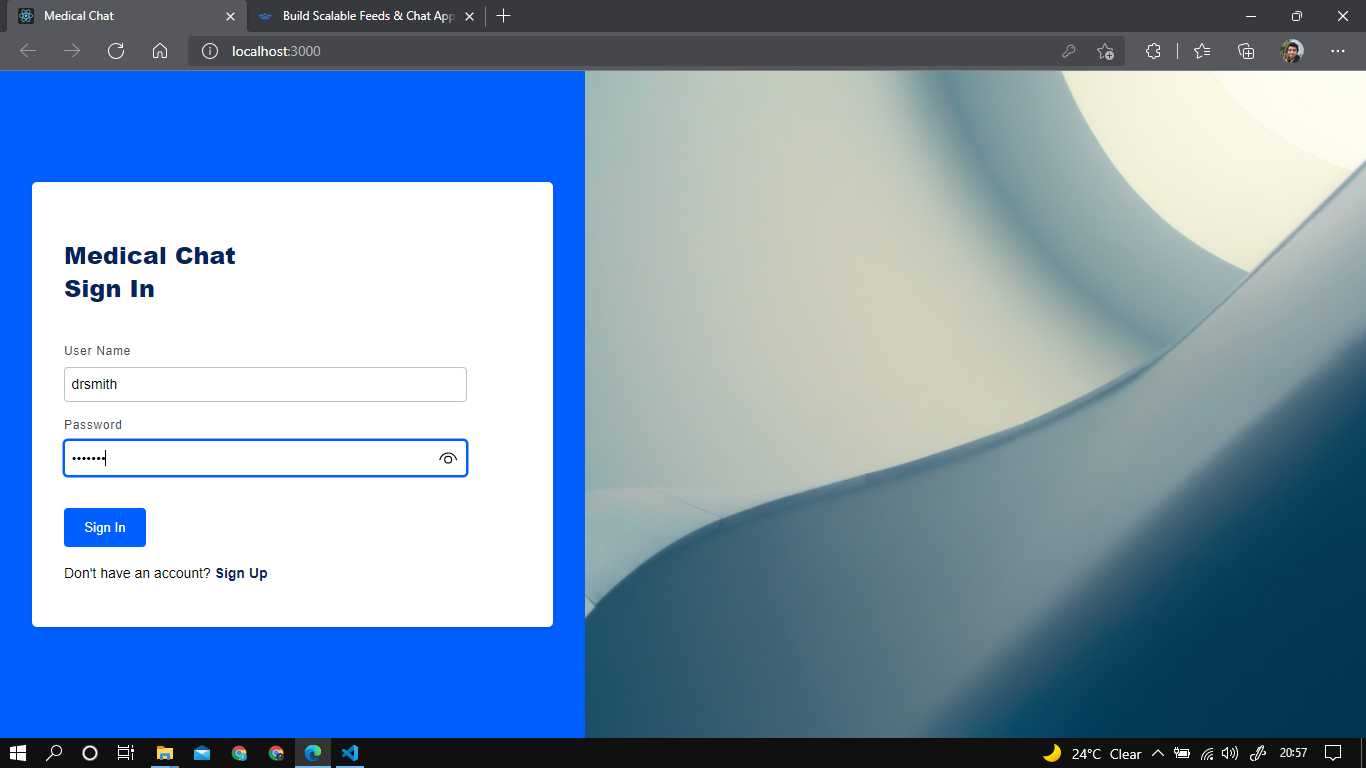 Medical Chat
Build Scalable Feeds & Chat App
localhost:3000
Medical Chat
Sign In
User Name
drsmith
Password
•••••••
Sign In
Don't have an account? Sign Up
24°C Clear
20:57